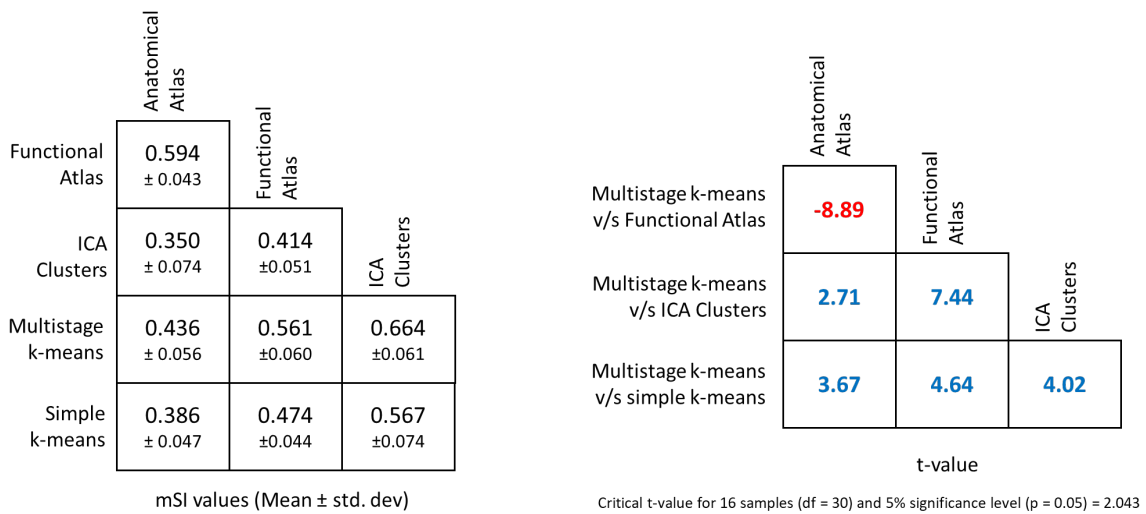 Anatomical
Atlas
Functional
Atlas
0.594
± 0.043
Functional
Atlas
ICA
Clusters
0.350
± 0.074
0.414
±0.051
ICA
Clusters
Multistage
k-means
0.436
± 0.056
0.561
±0.060
0.664
±0.061
Simple
k-means
0.386
± 0.047
0.474
±0.044
0.567
±0.074
mSI values (Mean ± std. dev)
Anatomical
Atlas
Multistage k-means
v/s Functional Atlas
-8.89
Functional
Atlas
Multistage k-means
v/s ICA Clusters
2.71
7.44
ICA
Clusters
Multistage k-means
v/s simple k-means
3.67
4.64
4.02
t-value
Critical t-value for 16 samples (df = 30) and 5% significance level (p = 0.05) = 2.043